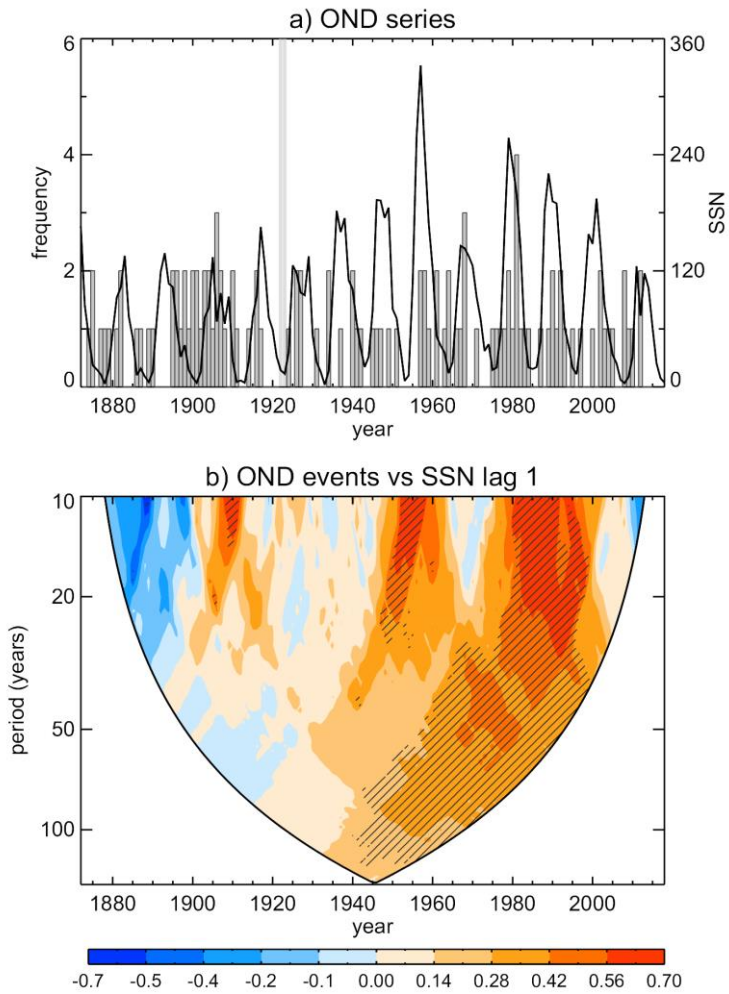 a) OND series
6
4
2
0
frequency
360
240
120
0
SSN
1880 1900 1920 1940 1960 1980 2000
year
b) OND events vs SSN lag 1
10
20
50
100
period (years)
1880 1900 1920 1940 1960 1980 2000
year
-0.7 -0.5 -0.4 -0.2 -0.1 0.00 0.14 0.28 0.42 0.56 0.70